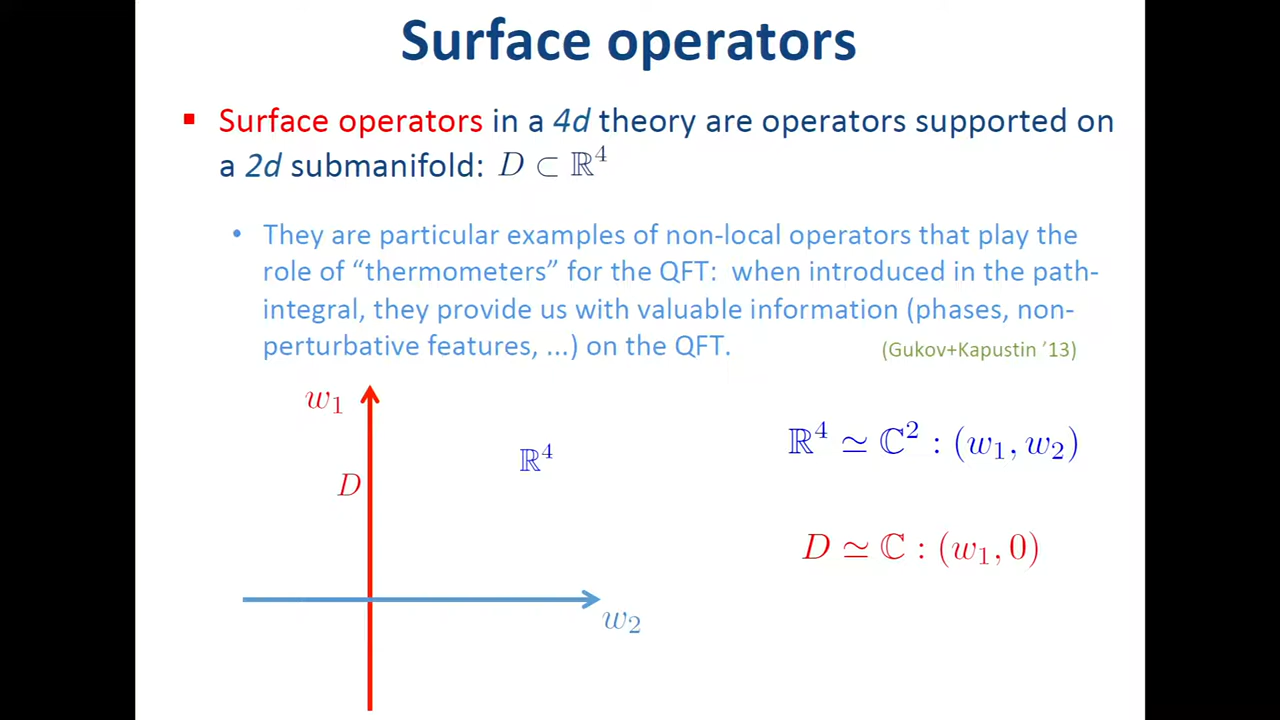 Surface operators
▪ Surface operators in a 4d theory are operators supported on
a 2d submanifold: D ⊂ ℝ⁴
• They are particular examples of non-local operators that play the
role of “thermometers” for the QFT: when introduced in the path-
integral, they provide us with valuable information (phases, non-
perturbative features, ...) on the QFT.
(Gukov+Kapustin ’13)
w₁
ℝ⁴
D
w₂
ℝ⁴ ≃ ℂ² : (w₁, w₂)
D ≃ ℂ : (w₁, 0)